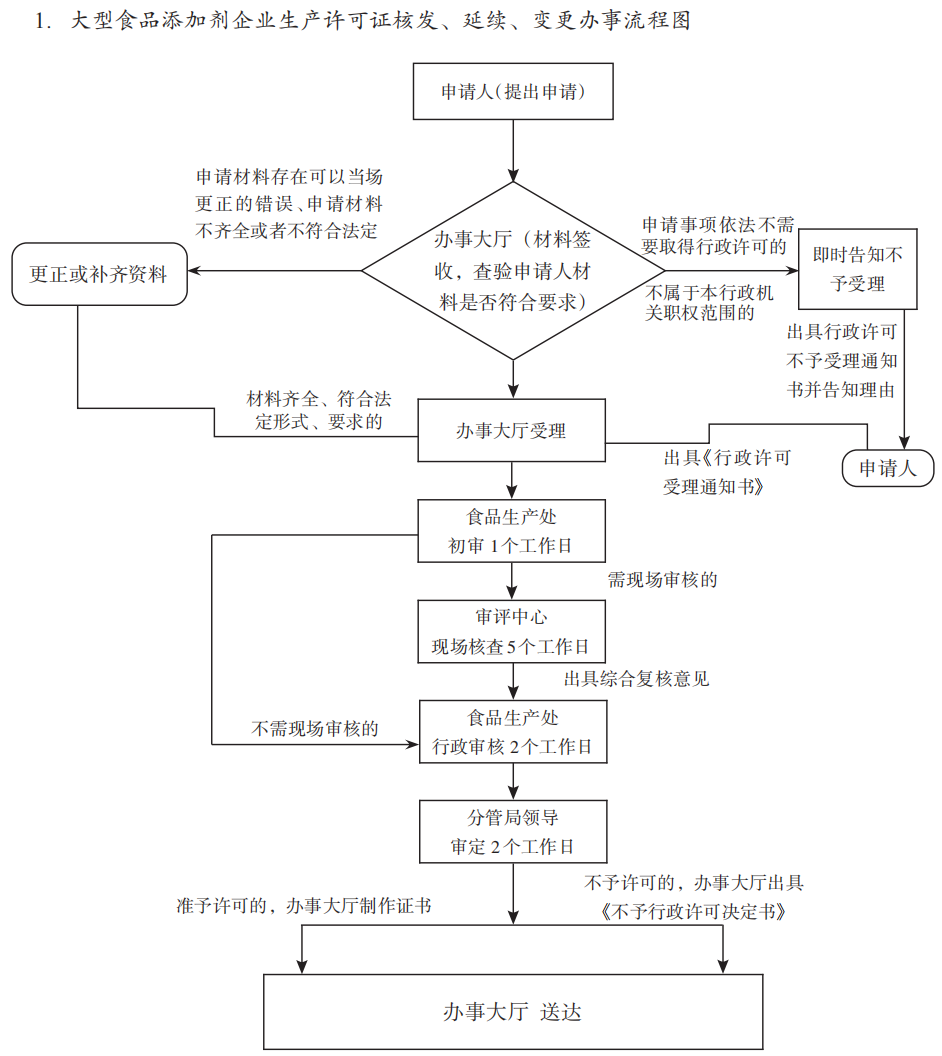 1. 大型食品添加剂企业生产许可证核发、延续、变更办事流程图
申请人(提出申请)
申请材料存在可以当场
更正的错误、申请材料
不齐全或者不符合法定
办事大厅（材料签
收，查验申请人材
料是否符合要求）
申请事项依法不需
要取得行政许可的
不属于本行政机
关职权范围的
更正或补齐资料
即时告知不
予受理
出具行政许可
不予受理通知
书并告知理由
材料齐全、符合法
定形式、要求的
办事大厅受理
出具《行政许可
受理通知书》
申请人
食品生产处
初审 1个工作日
需现场审核的
审评中心
现场核查5个工作日
出具综合复核意见
不需现场审核的
食品生产处
行政审核 2个工作日
分管局领导
审定 2个工作日
准予许可的，办事大厅制作证书
不予许可的，办事大厅出具
《不予行政许可决定书》
办事大厅 送达